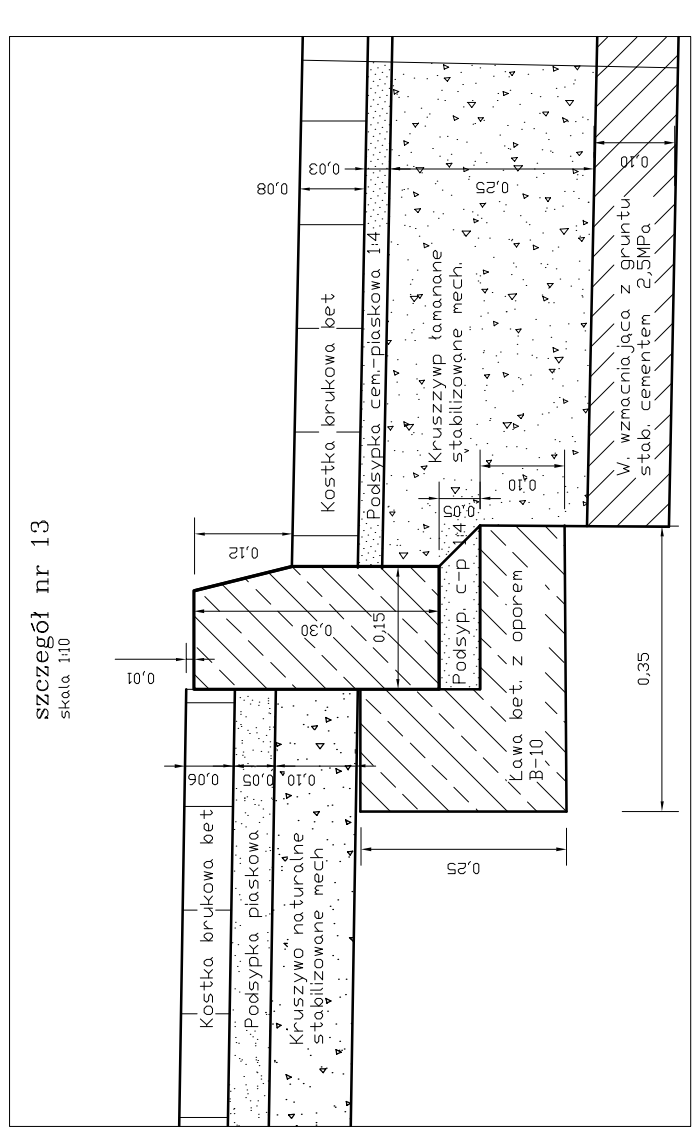 szczegół nr 13
skala 1:10
0,01
0,12
0,30
0,15
0,06
0,05
0,10
Kostka brukowa bet
Podsypka piaskowa
Kruszywo naturalne
stabilizowane mech
0,08
0,03
0,25
0,10
Kostka brukowa bet
Podsypka cem.-piaskowa 1:4
Kruszzywp łamanane
stabilizowane mech.
W. wzmacniająca z gruntu
stab. cementem 2,5MPa
0,05
0,10
Podsyp. c-p 1:4
Ława bet. z oporem
B-10
0,25
0,35